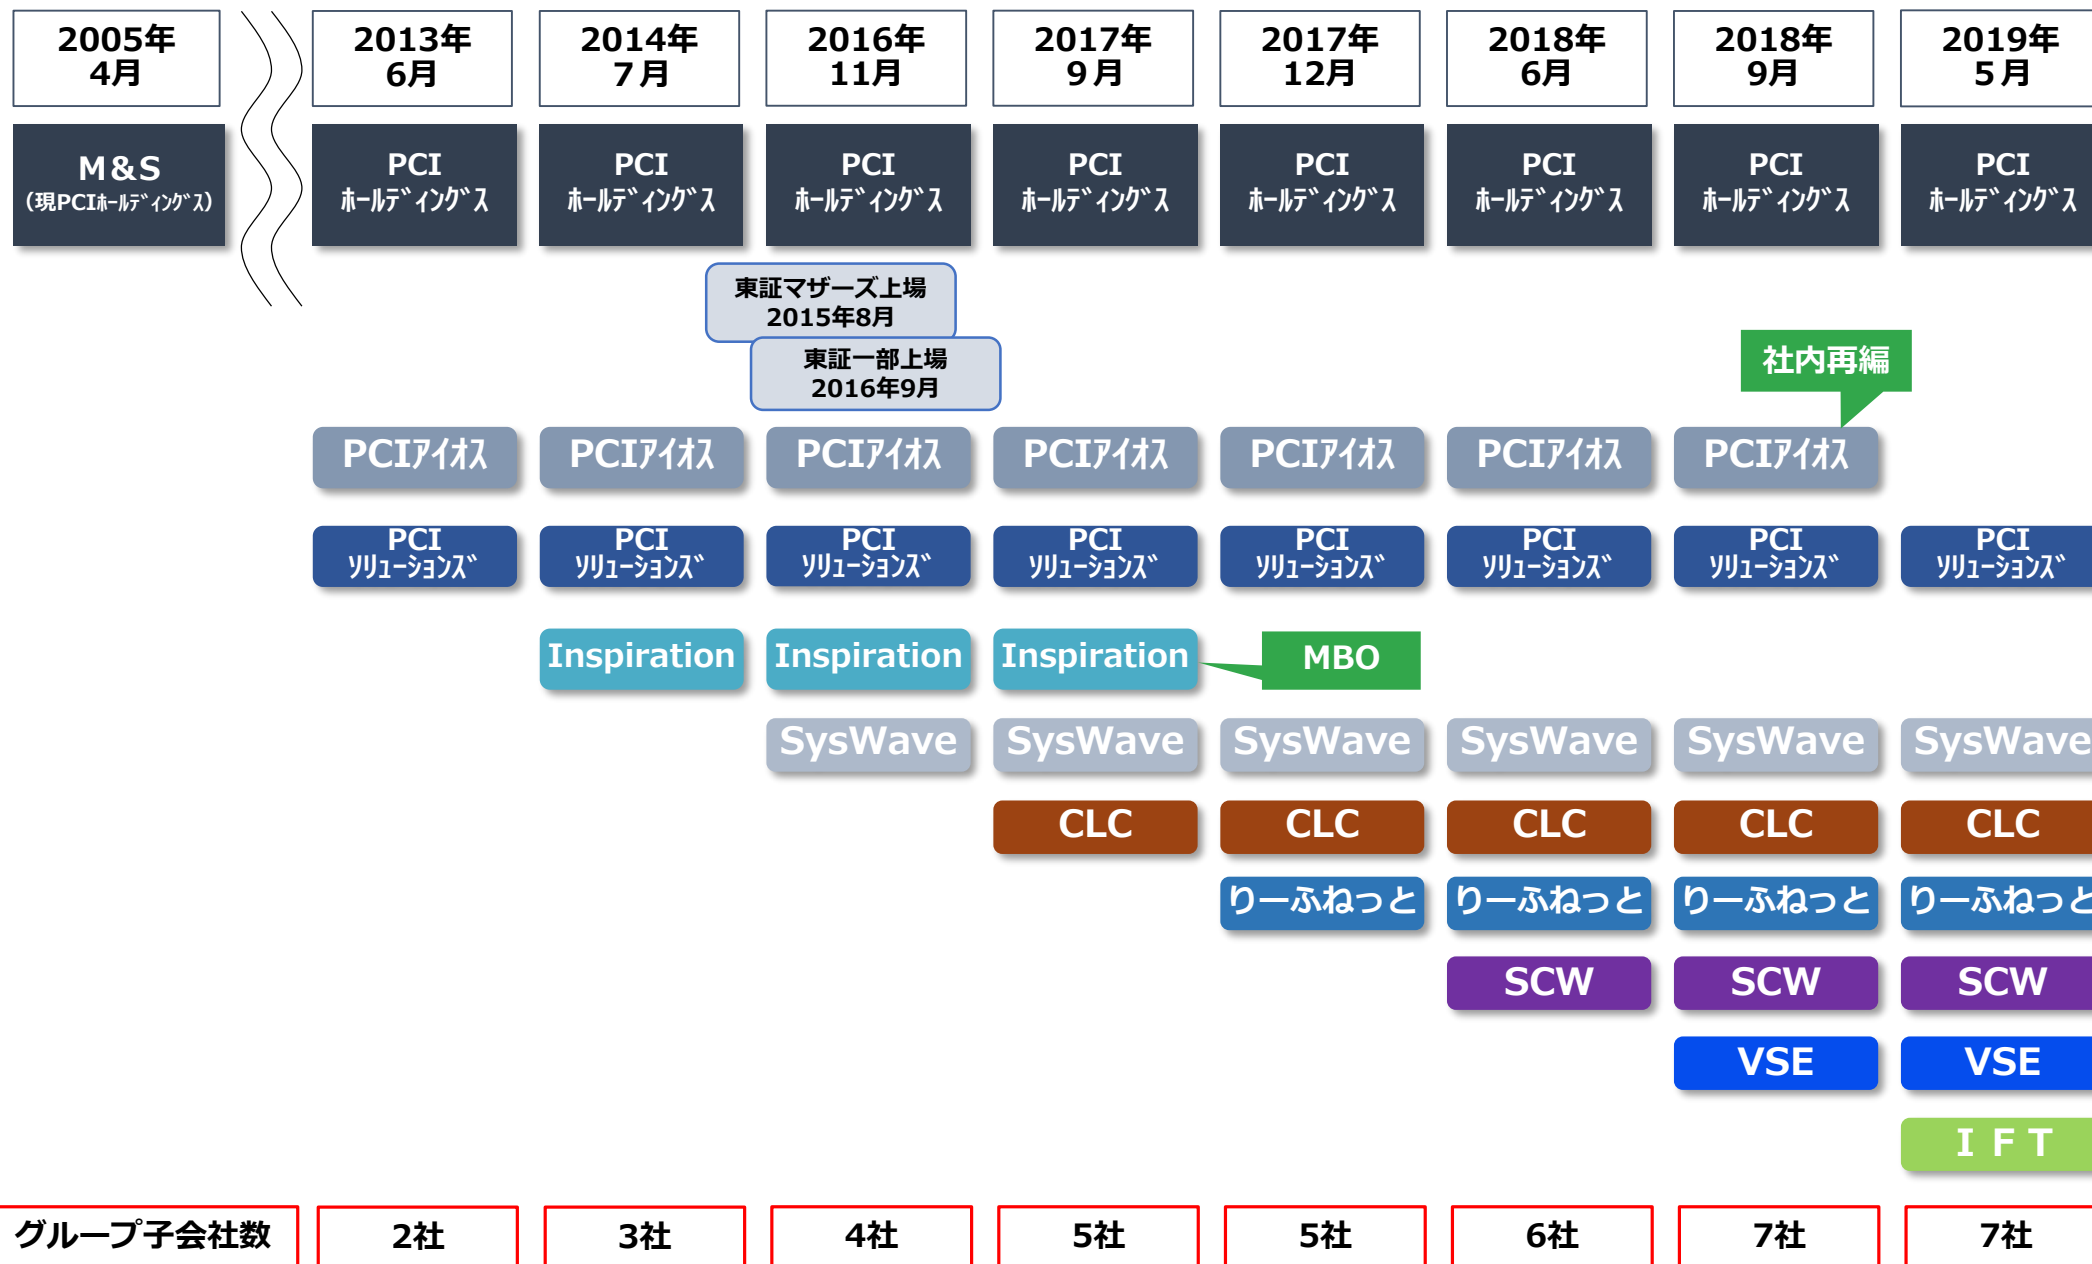 2005年
4月
2013年
6月
2014年
７月
2016年
11月
2017年
９月
2017年
12月
2018年
6月
2018年
9月
2019年
５月
M&S
（現PCIﾎｰﾙﾃﾞｨﾝｸﾞｽ）
PCI
ﾎｰﾙﾃﾞｨﾝｸﾞｽ
PCI
ﾎｰﾙﾃﾞｨﾝｸﾞｽ
PCI
ﾎｰﾙﾃﾞｨﾝｸﾞｽ
PCI
ﾎｰﾙﾃﾞｨﾝｸﾞｽ
PCI
ﾎｰﾙﾃﾞｨﾝｸﾞｽ
PCI
ﾎｰﾙﾃﾞｨﾝｸﾞｽ
PCI
ﾎｰﾙﾃﾞｨﾝｸﾞｽ
PCI
ﾎｰﾙﾃﾞｨﾝｸﾞｽ
東証マザーズ上場
2015年8月
東証一部上場
2016年9月
社内再編
PCIｱｲｵｽ
PCIｱｲｵｽ
PCIｱｲｵｽ
PCIｱｲｵｽ
PCIｱｲｵｽ
PCIｱｲｵｽ
PCIｱｲｵｽ
PCI
ｿﾘｭｰｼｮﾝｽﾞ
PCI
ｿﾘｭｰｼｮﾝｽﾞ
PCI
ｿﾘｭｰｼｮﾝｽﾞ
PCI
ｿﾘｭｰｼｮﾝｽﾞ
PCI
ｿﾘｭｰｼｮﾝｽﾞ
PCI
ｿﾘｭｰｼｮﾝｽﾞ
PCI
ｿﾘｭｰｼｮﾝｽﾞ
PCI
ｿﾘｭｰｼｮﾝｽﾞ
Inspiration
Inspiration
Inspiration
MBO
SysWave
SysWave
SysWave
SysWave
SysWave
SysWave
CLC
CLC
CLC
CLC
CLC
りーふねっと
りーふねっと
りーふねっと
りーふねっと
SCW
SCW
SCW
VSE
VSE
ＩＦＴ
グループ子会社数
2社
3社
4社
5社
5社
6社
7社
7社